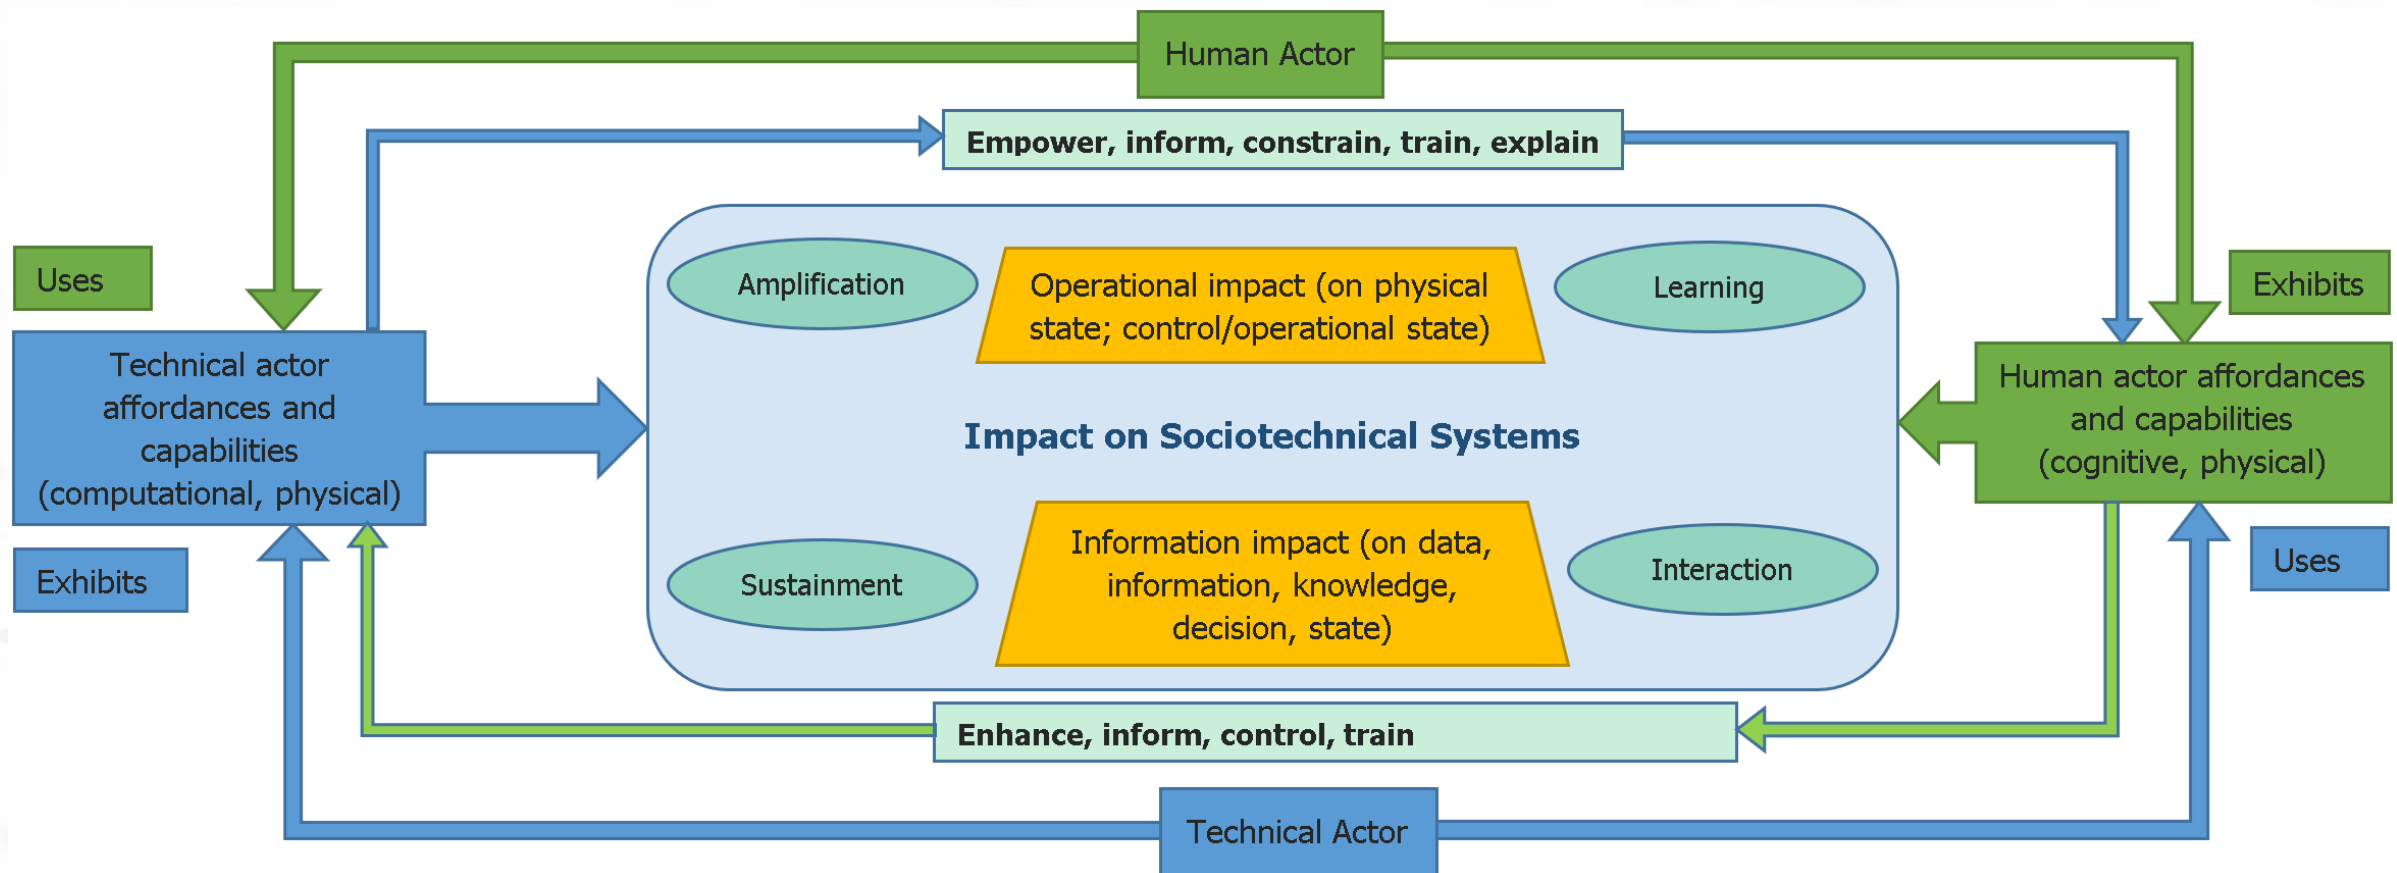 Human Actor
Empower, inform, constrain, train, explain
Uses
Exhibits
Amplification
Operational impact (on physical
state; control/operational state)
Learning
Technical actor
affordances and
capabilities
(computational, physical)
Human actor affordances
and capabilities
(cognitive, physical)
Impact on Sociotechnical Systems
Exhibits
Sustainment
Information impact (on data,
information, knowledge,
decision, state)
Interaction
Uses
Enhance, inform, control, train
Technical Actor